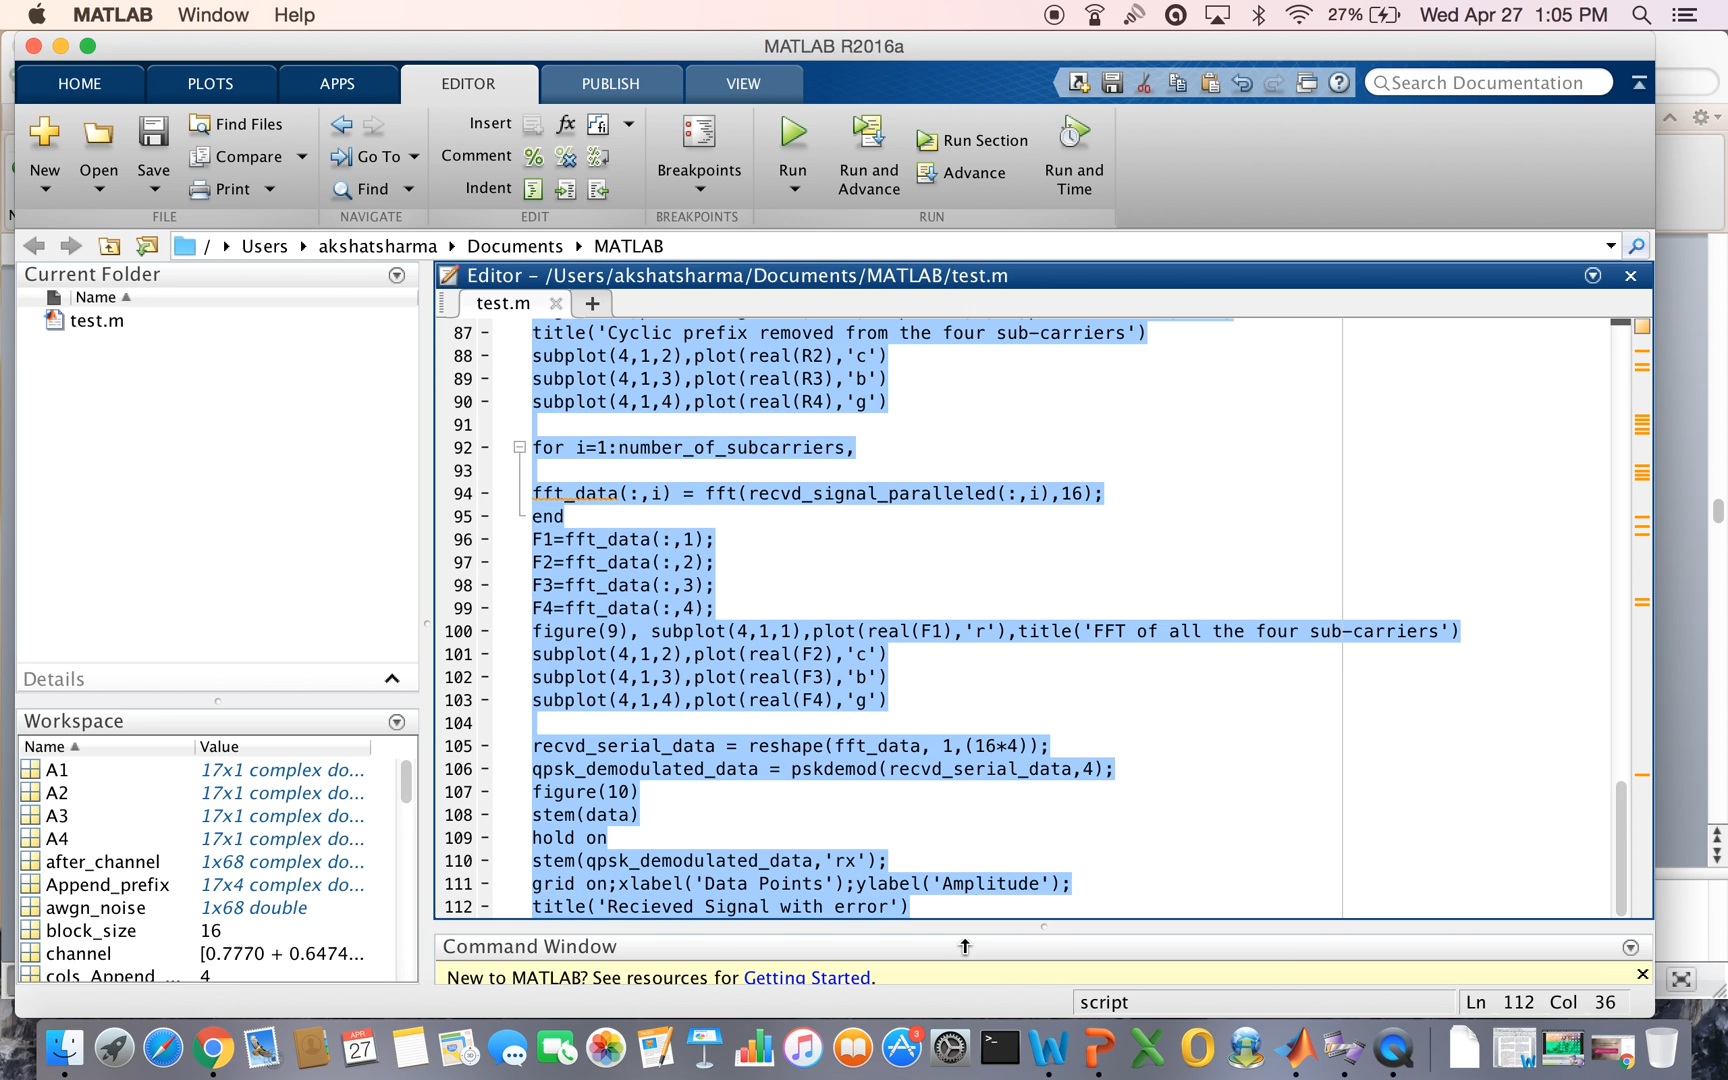 MATLAB Window Help 27% Wed Apr 27 1:05 PM
MATLAB R2016a
HOME PLOTS APPS EDITOR PUBLISH VIEW Search Documentation
New Open Save Find Files Compare Print
Go To Find
Insert fx
Comment % 
Indent
Breakpoints
Run Run and Advance Run Section Advance Run and Time
FILE NAVIGATE EDIT BREAKPOINTS RUN
/ Users akshatsharma Documents MATLAB
Current Folder
Name
test.m
Details
Workspace
Name Value
A1 17x1 complex do...
A2 17x1 complex do...
A3 17x1 complex do...
A4 17x1 complex do...
after_channel 1x68 complex do...
Append_prefix 17x4 complex do...
awgn_noise 1x68 double
block_size 16
channel [0.7770 + 0.6474...
cols_Append_... 4
Editor - /Users/akshatsharma/Documents/MATLAB/test.m
test.m +
87 - title('Cyclic prefix removed from the four sub-carriers')
88 - subplot(4,1,2),plot(real(R2),'c')
89 - subplot(4,1,3),plot(real(R3),'b')
90 - subplot(4,1,4),plot(real(R4),'g')
91
92 - for i=1:number_of_subcarriers,
93
94 - fft_data(:,i) = fft(recvd_signal_paralleled(:,i),16);
95 - end
96 - F1=fft_data(:,1);
97 - F2=fft_data(:,2);
98 - F3=fft_data(:,3);
99 - F4=fft_data(:,4);
100 - figure(9), subplot(4,1,1),plot(real(F1),'r'),title('FFT of all the four sub-carriers')
101 - subplot(4,1,2),plot(real(F2),'c')
102 - subplot(4,1,3),plot(real(F3),'b')
103 - subplot(4,1,4),plot(real(F4),'g')
104
105 - recvd_serial_data = reshape(fft_data, 1,(16*4));
106 - qpsk_demodulated_data = pskdemod(recvd_serial_data,4);
107 - figure(10)
108 - stem(data)
109 - hold on
110 - stem(qpsk_demodulated_data,'rx');
111 - grid on;xlabel('Data Points');ylabel('Amplitude');
112 - title('Recieved Signal with error')
Command Window
New to MATLAB? See resources for Getting Started.
script Ln 112 Col 36
APR 27
3